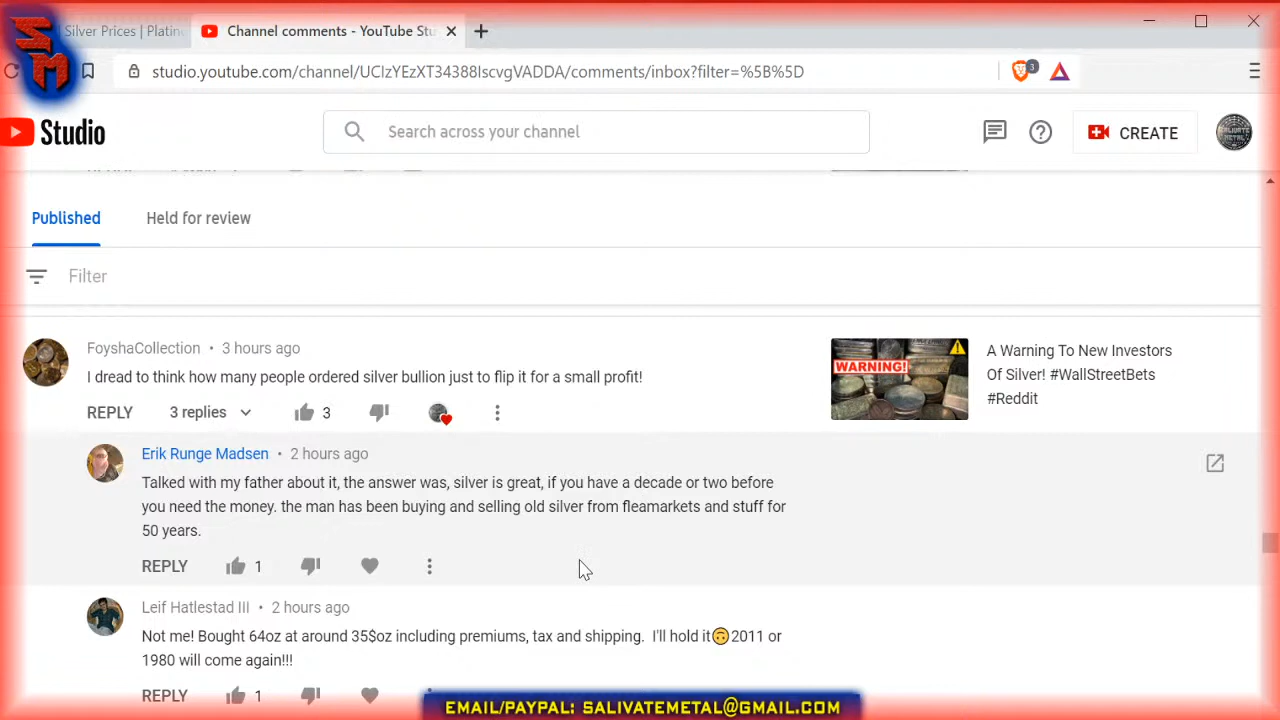 SM
Silver Prices | Platin
Channel comments - YouTube Stu
studio.youtube.com/channel/UCIzYEzXT34388IscvgVADDA/comments/inbox?filter=%5B%5D
3
Studio
Search across your channel
CREATE
Published
Held for review
Filter
FoyshaCollection • 3 hours ago
I dread to think how many people ordered silver bullion just to flip it for a small profit!
REPLY 3 replies 3
WARNING!
A Warning To New Investors
Of Silver! #WallStreetBets
#Reddit
Erik Runge Madsen • 2 hours ago
Talked with my father about it, the answer was, silver is great, if you have a decade or two before
you need the money. the man has been buying and selling old silver from fleamarkets and stuff for
50 years.
REPLY 1
Leif Hatlestad III • 2 hours ago
Not me! Bought 64oz at around 35$oz including premiums, tax and shipping. I'll hold it🙃2011 or
1980 will come again!!!
REPLY 1
EMAIL/PAYPAL: SALIVATEMETAL@GMAIL.COM